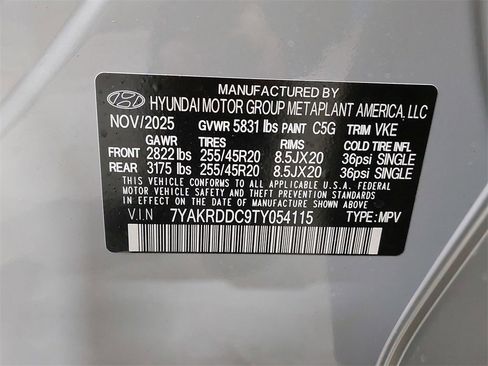 MANUFACTURED BY
HYUNDAI MOTOR GROUP METAPLANT AMERICA, LLC
NOV/2025 GVWR 5831 lbs PAINT C5G TRIM VKE
GAWR TIRES RIMS COLD TIRE INFL.
FRONT 2822 lbs 255/45R20 8.5JX20 36psi SINGLE
REAR 3175 lbs 255/45R20 8.5JX20 36psi SINGLE
THIS VEHICLE CONFORMS TO ALL APPLICABLE U.S.A. FEDERAL
MOTOR VEHICLE SAFETY, BUMPER, AND THEFT PREVENTION STANDARDS
IN EFFECT ON THE DATE OF MANUFACTURE SHOWN ABOVE.
V.I.N 7YAKRDDC9TY054115 TYPE: MPV